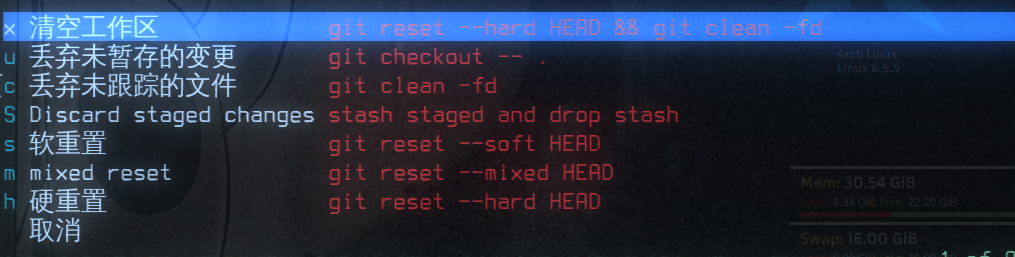 x 清空工作区 git reset --hard HEAD && git clean -fd
u 丢弃未暂存的变更 git checkout -- .
c 丢弃未跟踪的文件 git clean -fd
S Discard staged changes stash staged and drop stash
s 软重置 git reset --soft HEAD
m mixed reset git reset --mixed HEAD
h 硬重置 git reset --hard HEAD
取消
Arch Linux
Linux 6.5.5
Mem: 30.54 GiB
Used: 8.34 GiB Free: 22.20 GiB
Swap: 16.00 GiB